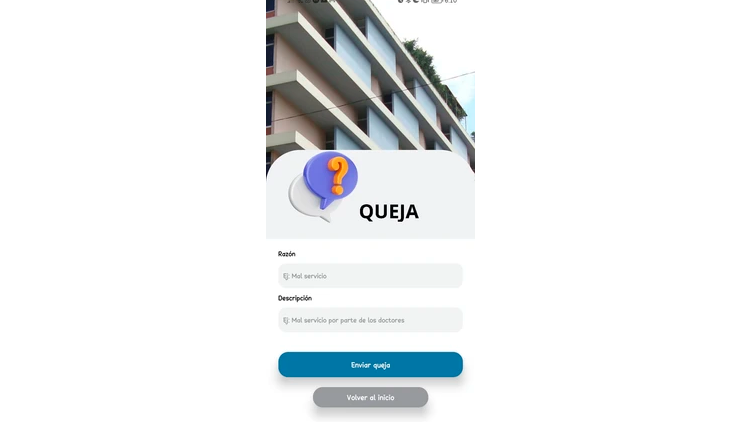 QUEJA
Razón
Ej: Mal servicio
Descripción
Ej: Mal servicio por parte de los doctores
Enviar queja
Volver al inicio